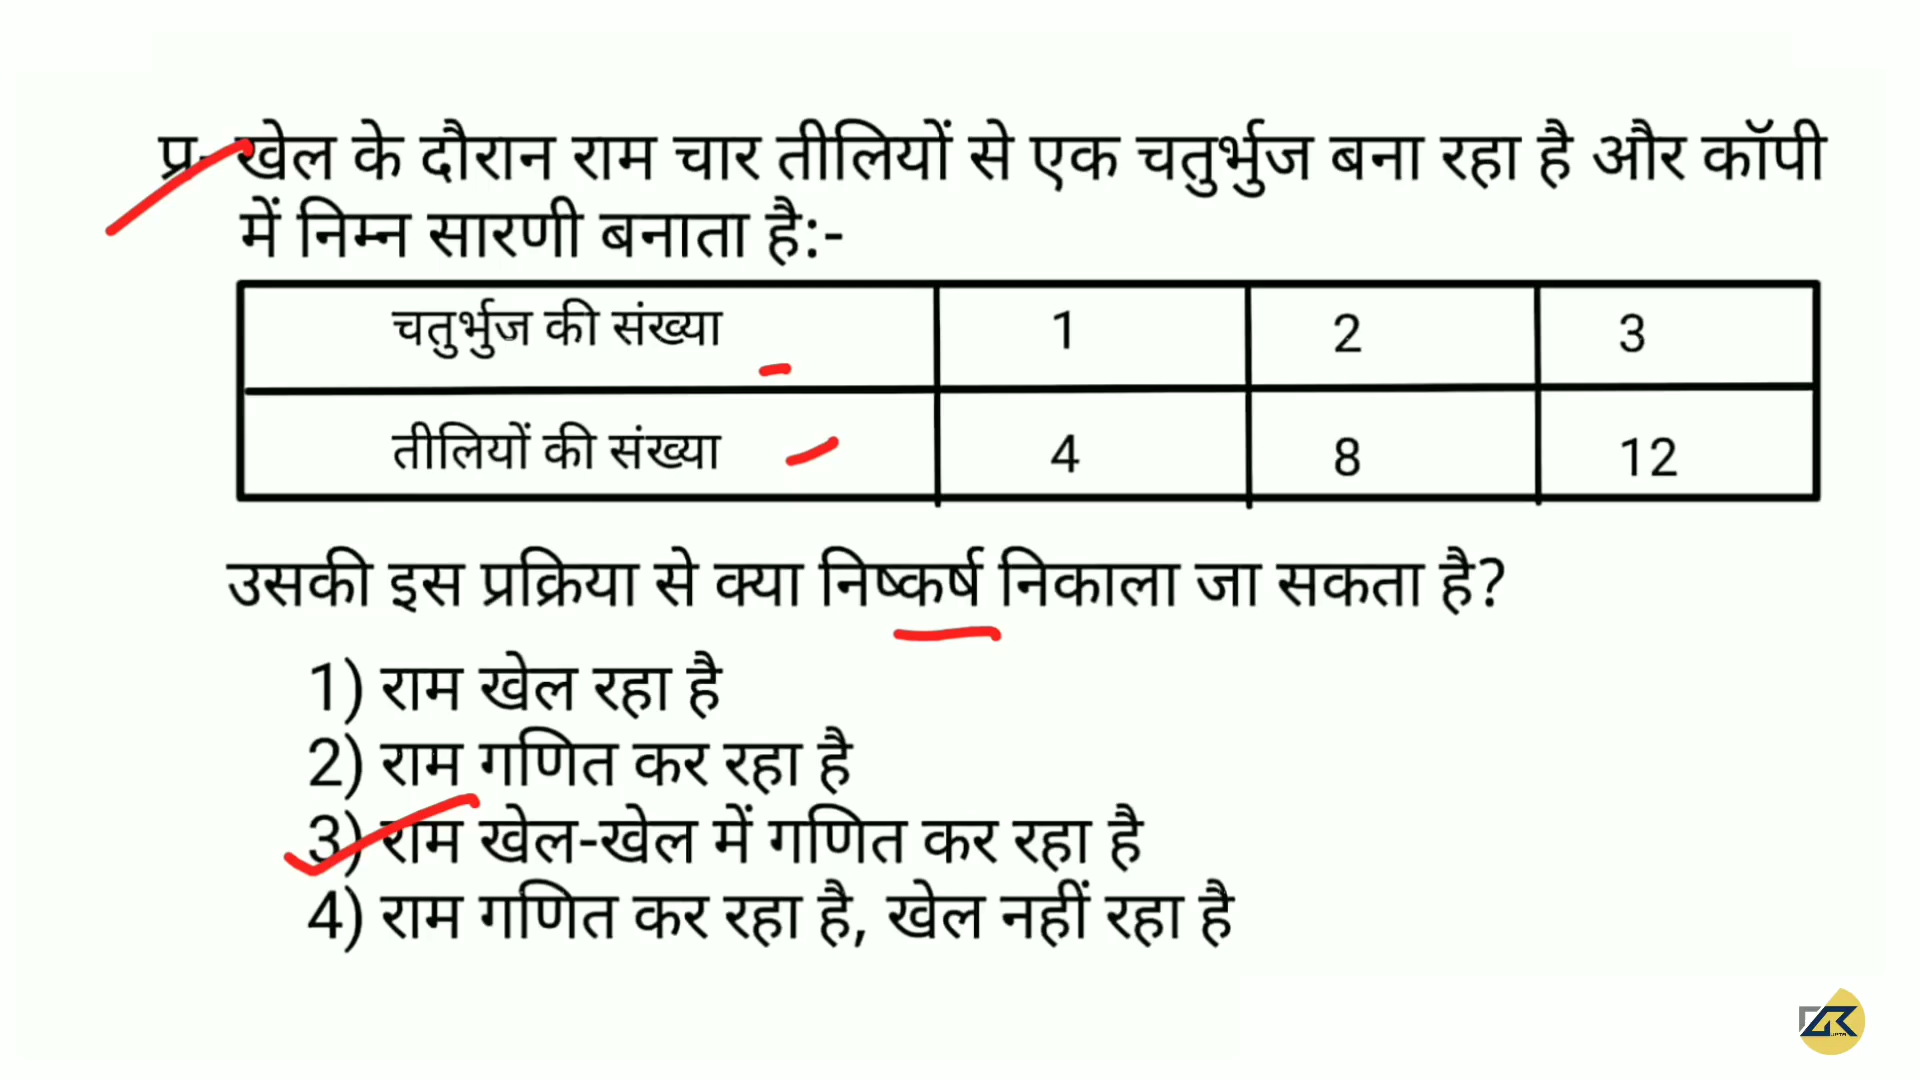 प्र- खेल के दौरान राम चार तीलियों से एक चतुर्भुज बना रहा है और कॉपी
में निम्न सारणी बनाता है:-
चतुर्भुज की संख्या 1 2 3
तीलियों की संख्या 4 8 12
उसकी इस प्रक्रिया से क्या निष्कर्ष निकाला जा सकता है?
1) राम खेल रहा है
2) राम गणित कर रहा है
3) राम खेल-खेल में गणित कर रहा है
4) राम गणित कर रहा है, खेल नहीं रहा है